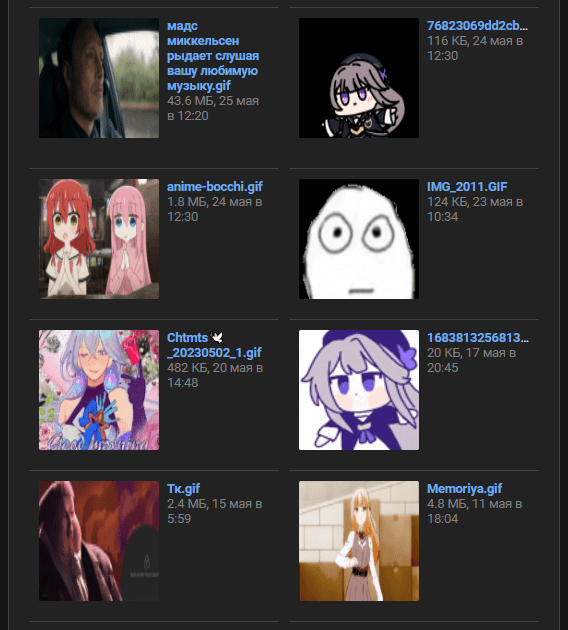 мадс
миккельсен
рыдает слушая
вашу любимую
музыку.gif
43.6 МБ, 25 мая
в 12:20
76823069dd2cb...
116 КБ, 24 мая в
12:30
anime-bocchi.gif
1.8 МБ, 24 мая в
12:30
IMG_2011.GIF
124 КБ, 23 мая в
10:34
Chtmts🕊
_20230502_1.gif
482 КБ, 20 мая в
14:48
Good morning
1683813256813...
20 КБ, 17 мая в
20:45
Тк.gif
2.4 МБ, 15 мая в
5:59
Memoriya.gif
4.8 МБ, 11 мая в
18:04